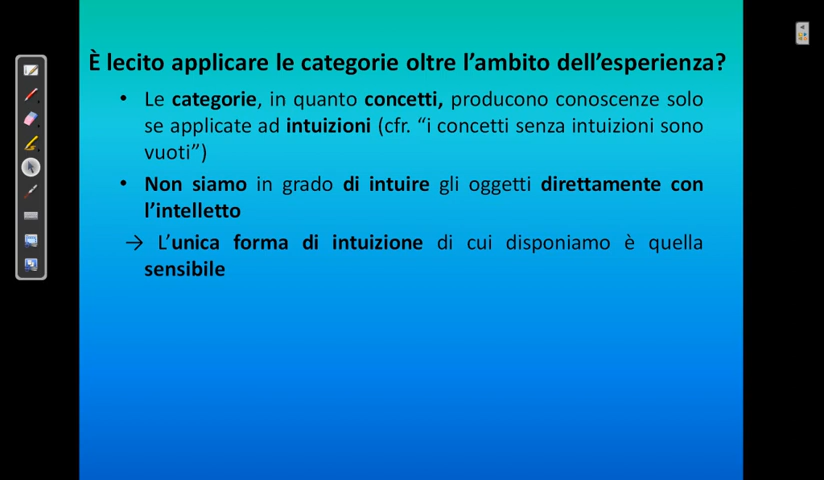 È lecito applicare le categorie oltre l’ambito dell’esperienza?
• Le categorie, in quanto concetti, producono conoscenze solo
se applicate ad intuizioni (cfr. “i concetti senza intuizioni sono
vuoti”)
• Non siamo in grado di intuire gli oggetti direttamente con
l’intelletto
→ L’unica forma di intuizione di cui disponiamo è quella
sensibile